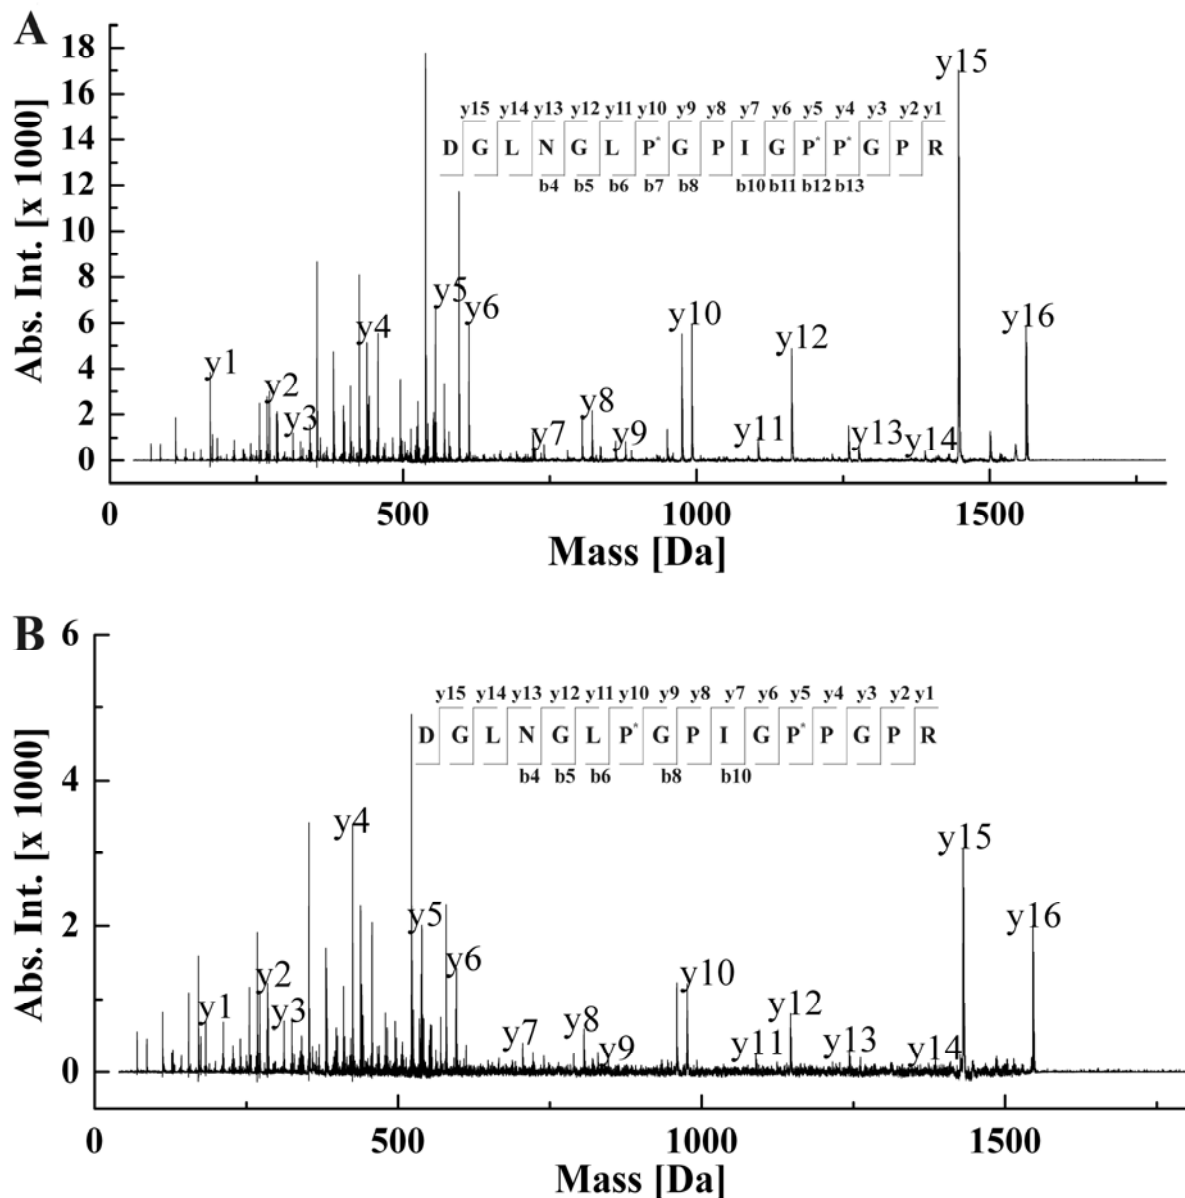 A
18
16
14
12
10
8
6
4
2
0
Abs. Int. [x 1000]
y15 y14 y13 y12 y11 y10 y9 y8 y7 y6 y5 y4 y3 y2 y1
D G L N G L P* G P I G P* P* G P R
b4 b5 b6 b7 b8 b10 b11 b12 b13
y1 y2 y3 y4 y5 y6 y7 y8 y9 y10 y11 y12 y13 y14 y15 y16
0 500 1000 1500
Mass [Da]
B
6
4
2
0
Abs. Int. [x 1000]
y15 y14 y13 y12 y11 y10 y9 y8 y7 y6 y5 y4 y3 y2 y1
D G L N G L P* G P I G P* P G P R
b4 b5 b6 b8 b10
y1 y2 y3 y4 y5 y6 y7 y8 y9 y10 y11 y12 y13 y14 y15 y16
0 500 1000 1500
Mass [Da]